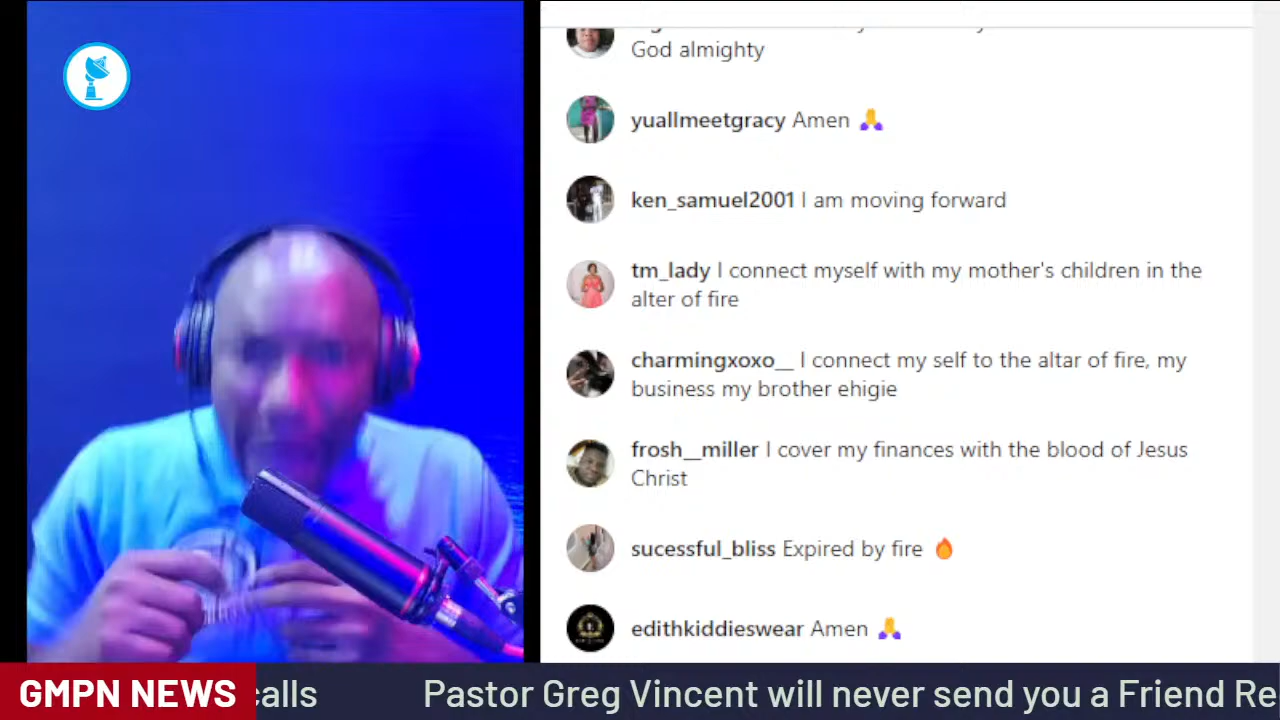 God almighty
yuallmeetgracy Amen 🙏
ken_samuel2001 I am moving forward
tm_lady I connect myself with my mother's children in the
alter of fire
charmingxoxo__ I connect my self to the altar of fire, my
business my brother ehigie
frosh__miller I cover my finances with the blood of Jesus
Christ
sucessful_bliss Expired by fire 🔥
edithkiddieswear Amen 🙏
GMPN NEWS calls Pastor Greg Vincent will never send you a Friend Re